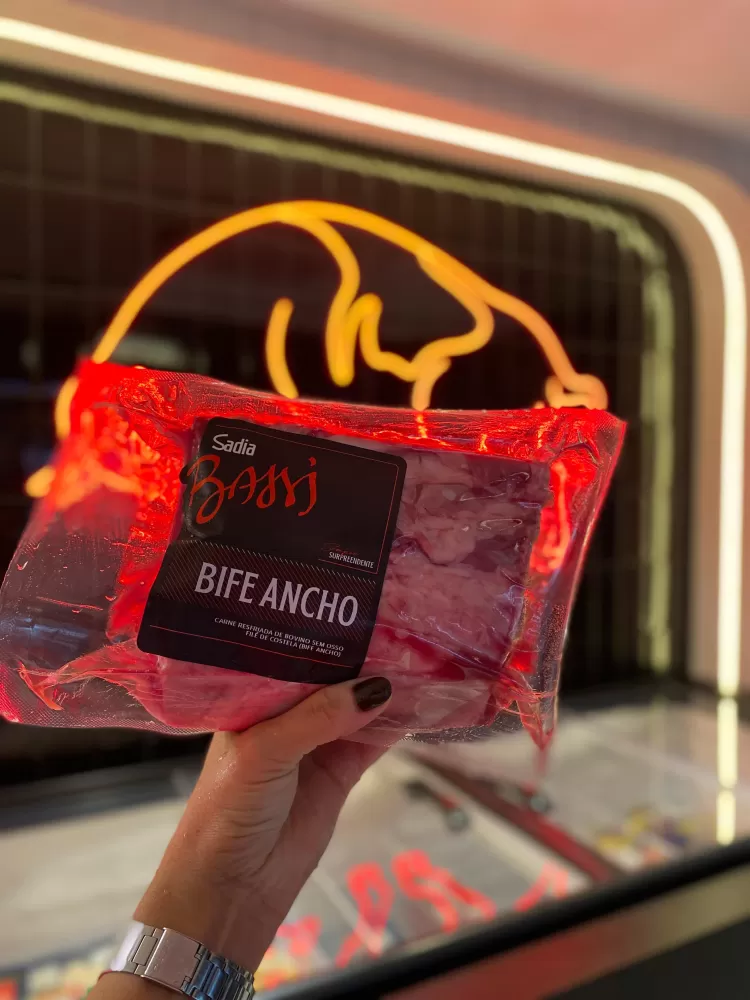 Sadia
BASSI
SURPREENDENTE
BIFE ANCHO
CARNE RESFRIADA DE BOVINO SEM OSSO
FILÉ DE COSTELA (BIFE ANCHO)